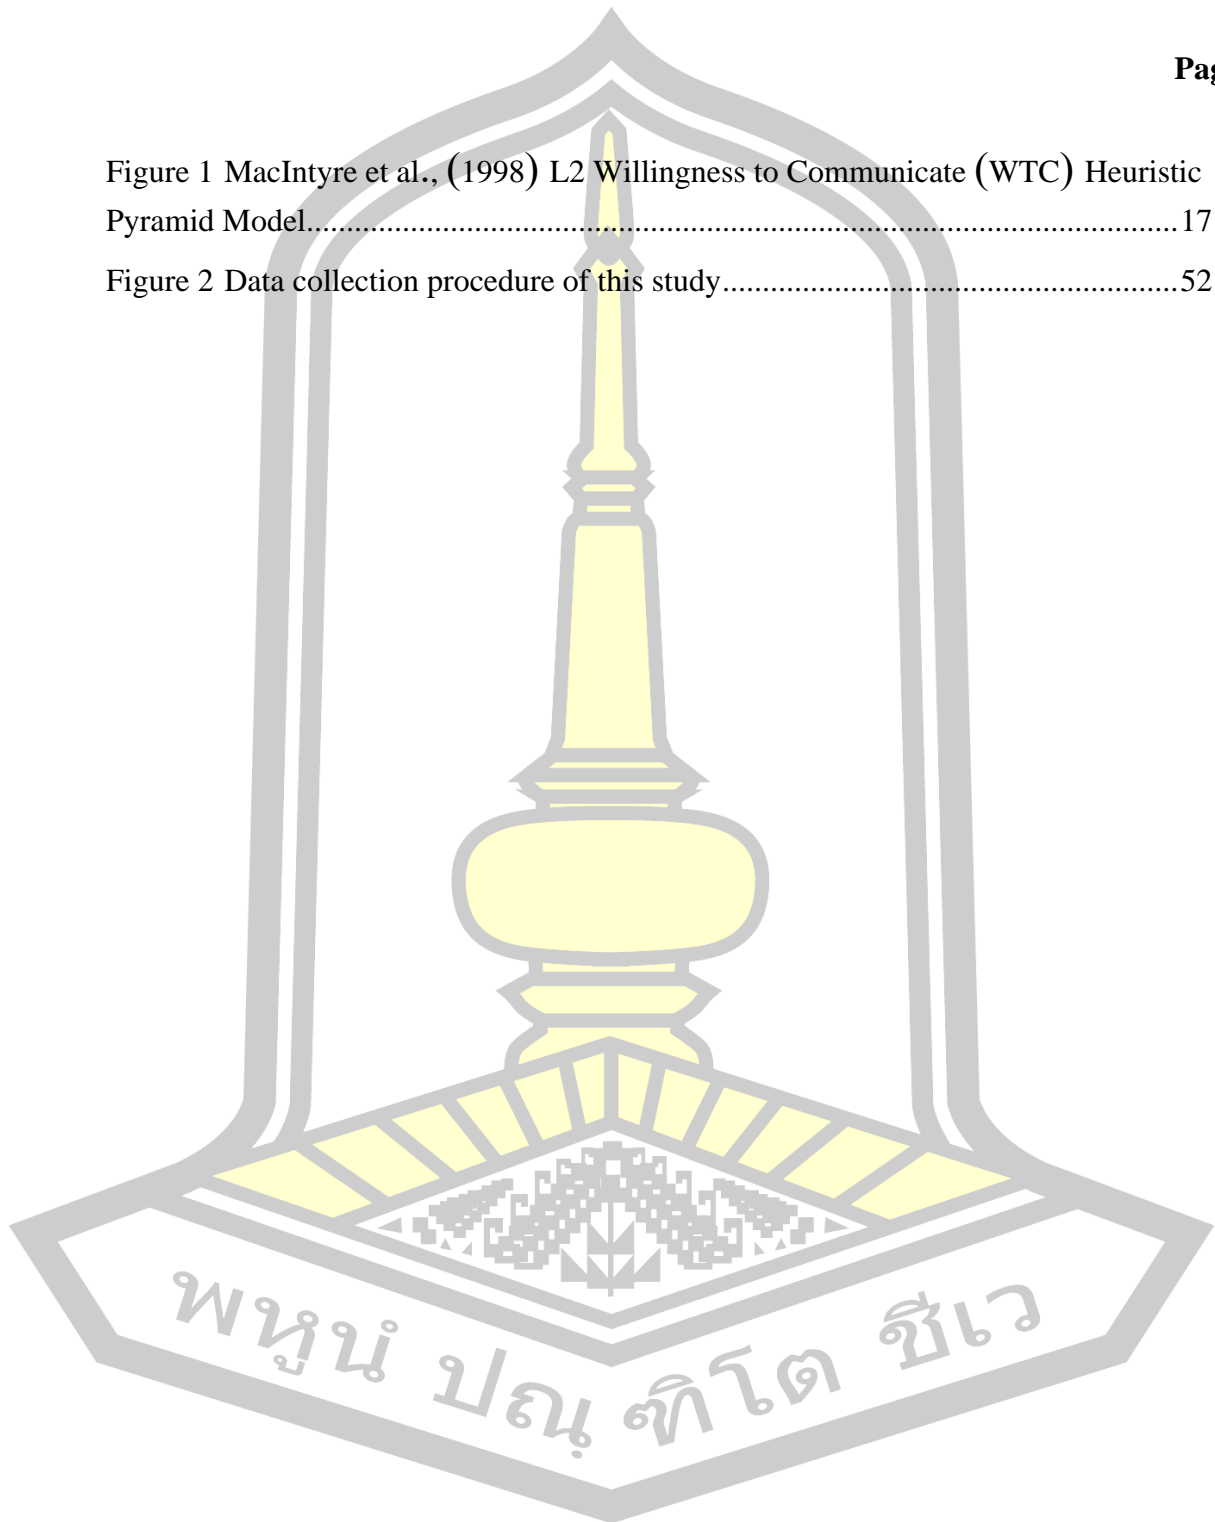 Pag
Figure 1 MacIntyre et al., (1998) L2 Willingness to Communicate (WTC) Heuristic
Pyramid Model..............................................................................................................17
Figure 2 Data collection procedure of this study.........................................................52
พหูนํ ปณฺ ฑิโต ชีเว